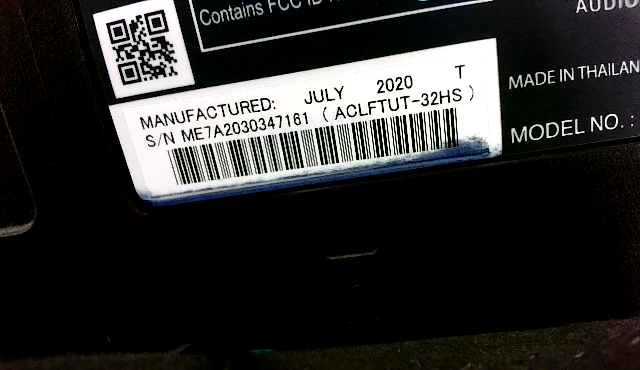 Contains FCC ID
AUDIO
MANUFACTURED: JULY 2020 T
S/N ME7A2030347161 ( ACLFTUT-32HS )
MADE IN THAILAN
MODEL NO. :